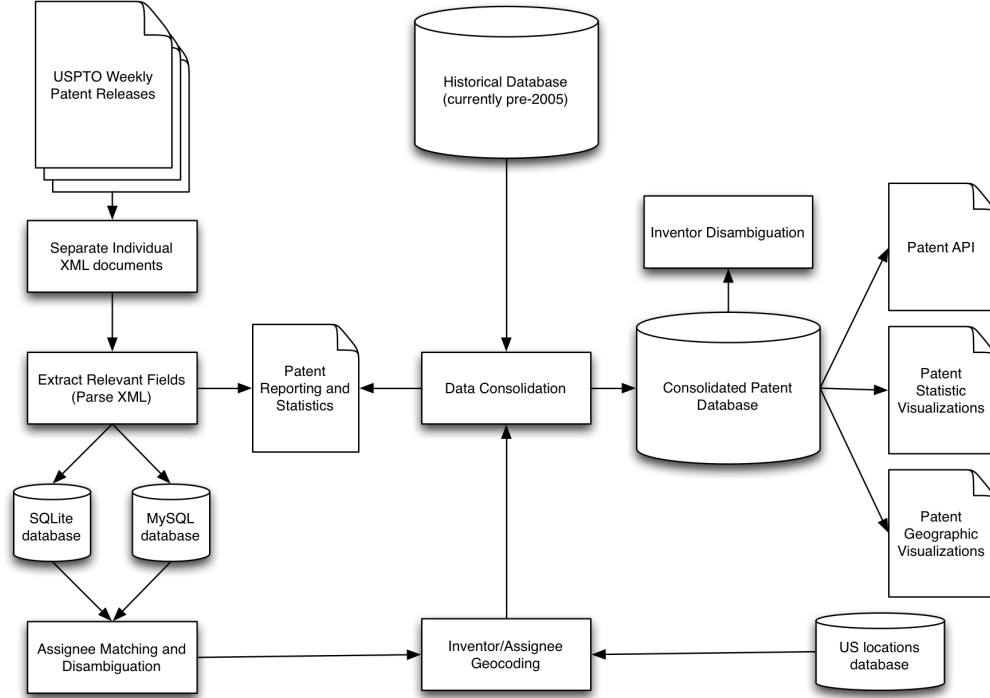 USPTO Weekly
Patent Releases
Historical Database
(currently pre-2005)
Separate Individual
XML documents
Inventor Disambiguation
Patent API
Extract Relevant Fields
(Parse XML)
Patent
Reporting and
Statistics
Data Consolidation
Consolidated Patent
Database
Patent
Statistic
Visualizations
SQLite
database
MySQL
database
Patent
Geographic
Visualizations
Assignee Matching and
Disambiguation
Inventor/Assignee
Geocoding
US locations
database